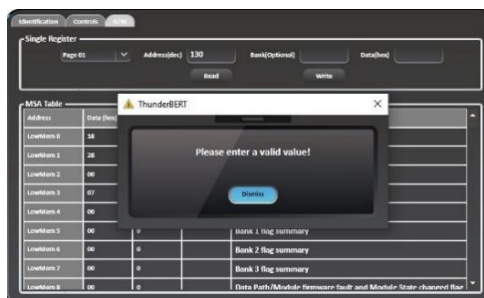 Identification Controls R/W
Single Register
Page 01 Address(dec) 130 Bank(Optional) Data(hex)
Read Write
MSA Table
ThunderBERT
Address Data (hex)
LowMem 0 18
Please enter a valid value!
LowMem 1 28
LowMem 2 00
Dismiss
LowMem 3 07
LowMem 4 00
LowMem 5 00 0 Bank 1 flag summary
LowMem 6 00 0 Bank 2 flag summary
LowMem 7 00 0 Bank 3 flag summary
LowMem 8 00 0 Data Path/Module firmware fault and Module State changed flag